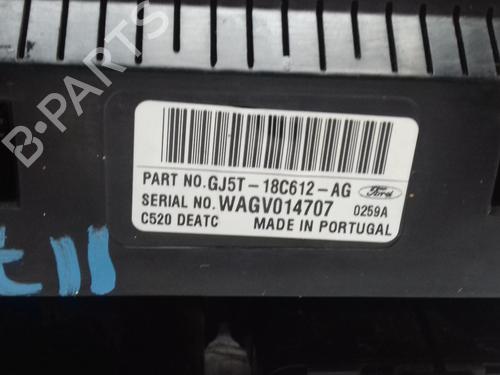 B-PARTS
PART NO.GJ5T-18C612-AG
Ford
SERIAL NO.WAGV014707 0259A
C520 DEATC MADE IN PORTUGAL